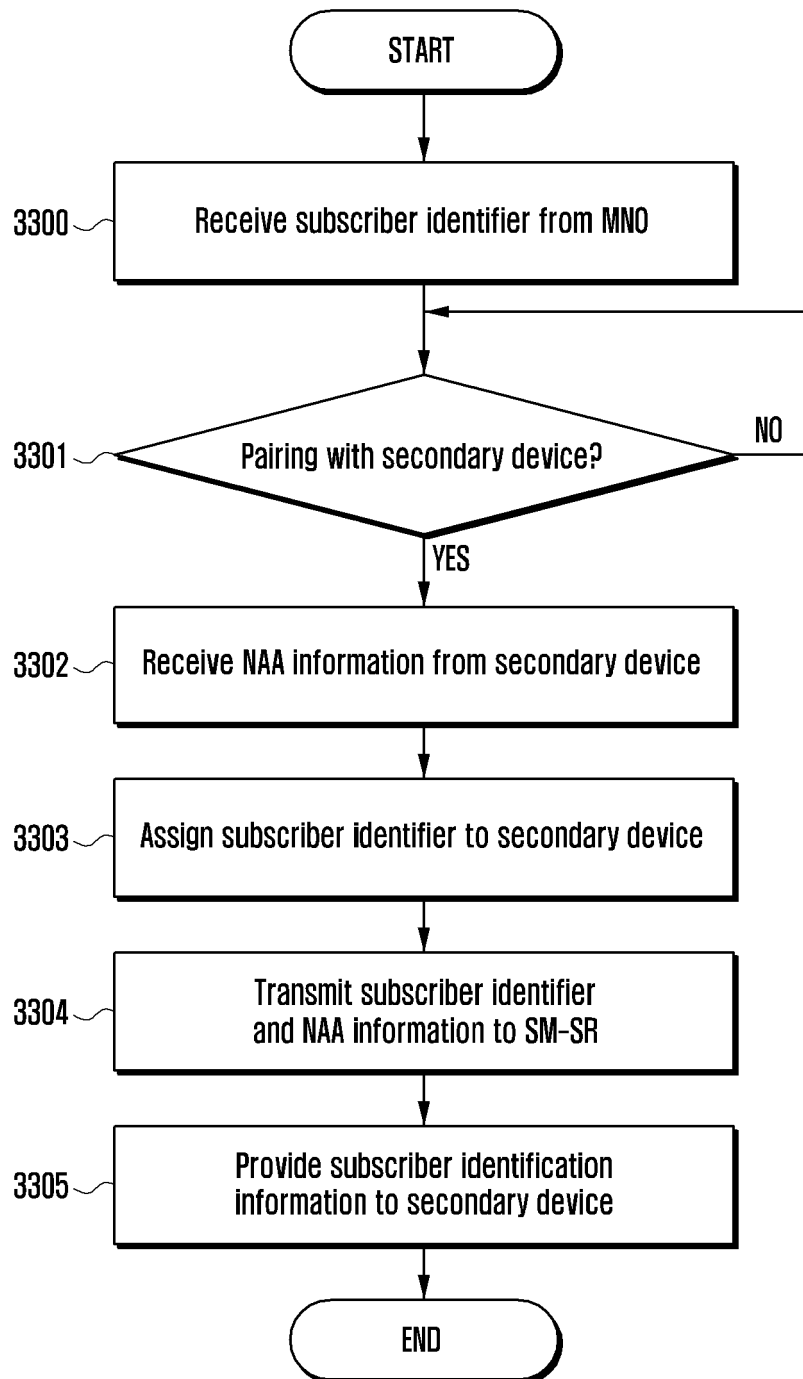 START
3300
Receive subscriber identifier from MNO
3301
Pairing with secondary device?
NO
YES
3302
Receive NAA information from secondary device
3303
Assign subscriber identifier to secondary device
3304
Transmit subscriber identifier
and NAA information to SM-SR
3305
Provide subscriber identification
information to secondary device
END